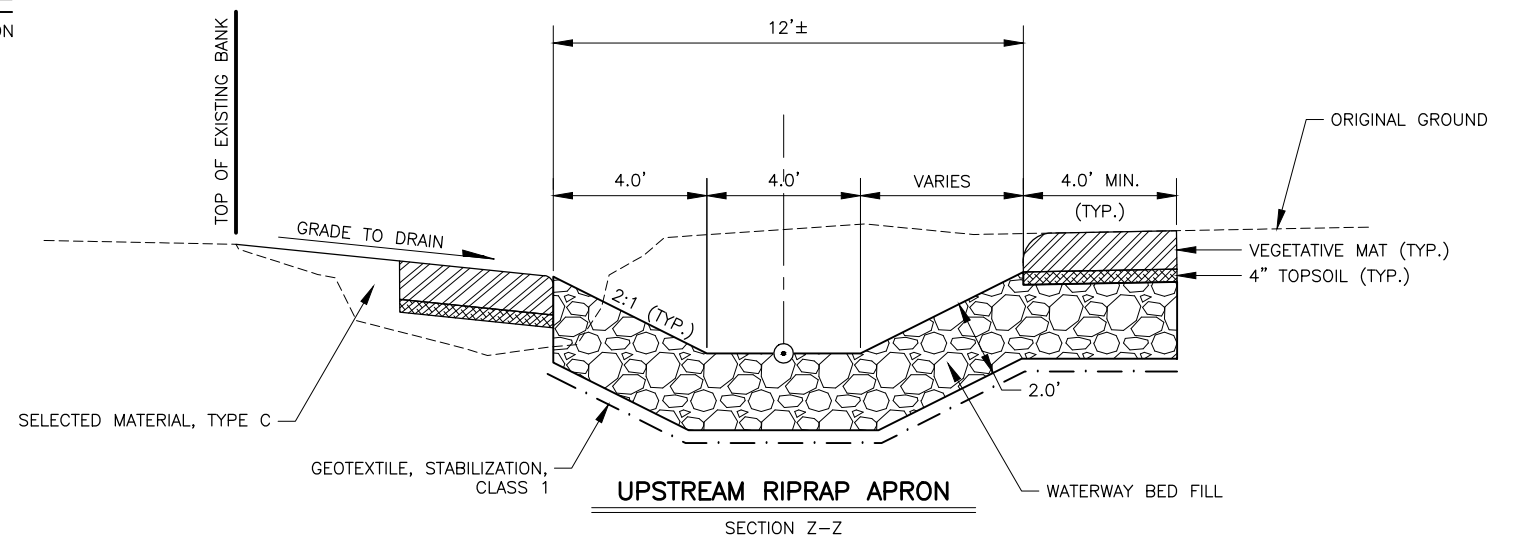 ON
TOP OF EXISTING BANK
12'±
ORIGINAL GROUND
4.0'
4.0'
VARIES
4.0' MIN.
(TYP.)
GRADE TO DRAIN
VEGETATIVE MAT (TYP.)
4" TOPSOIL (TYP.)
2:1 (TYP.)
2.0'
SELECTED MATERIAL, TYPE C
GEOTEXTILE, STABILIZATION,
CLASS 1
WATERWAY BED FILL
UPSTREAM RIPRAP APRON
SECTION Z-Z